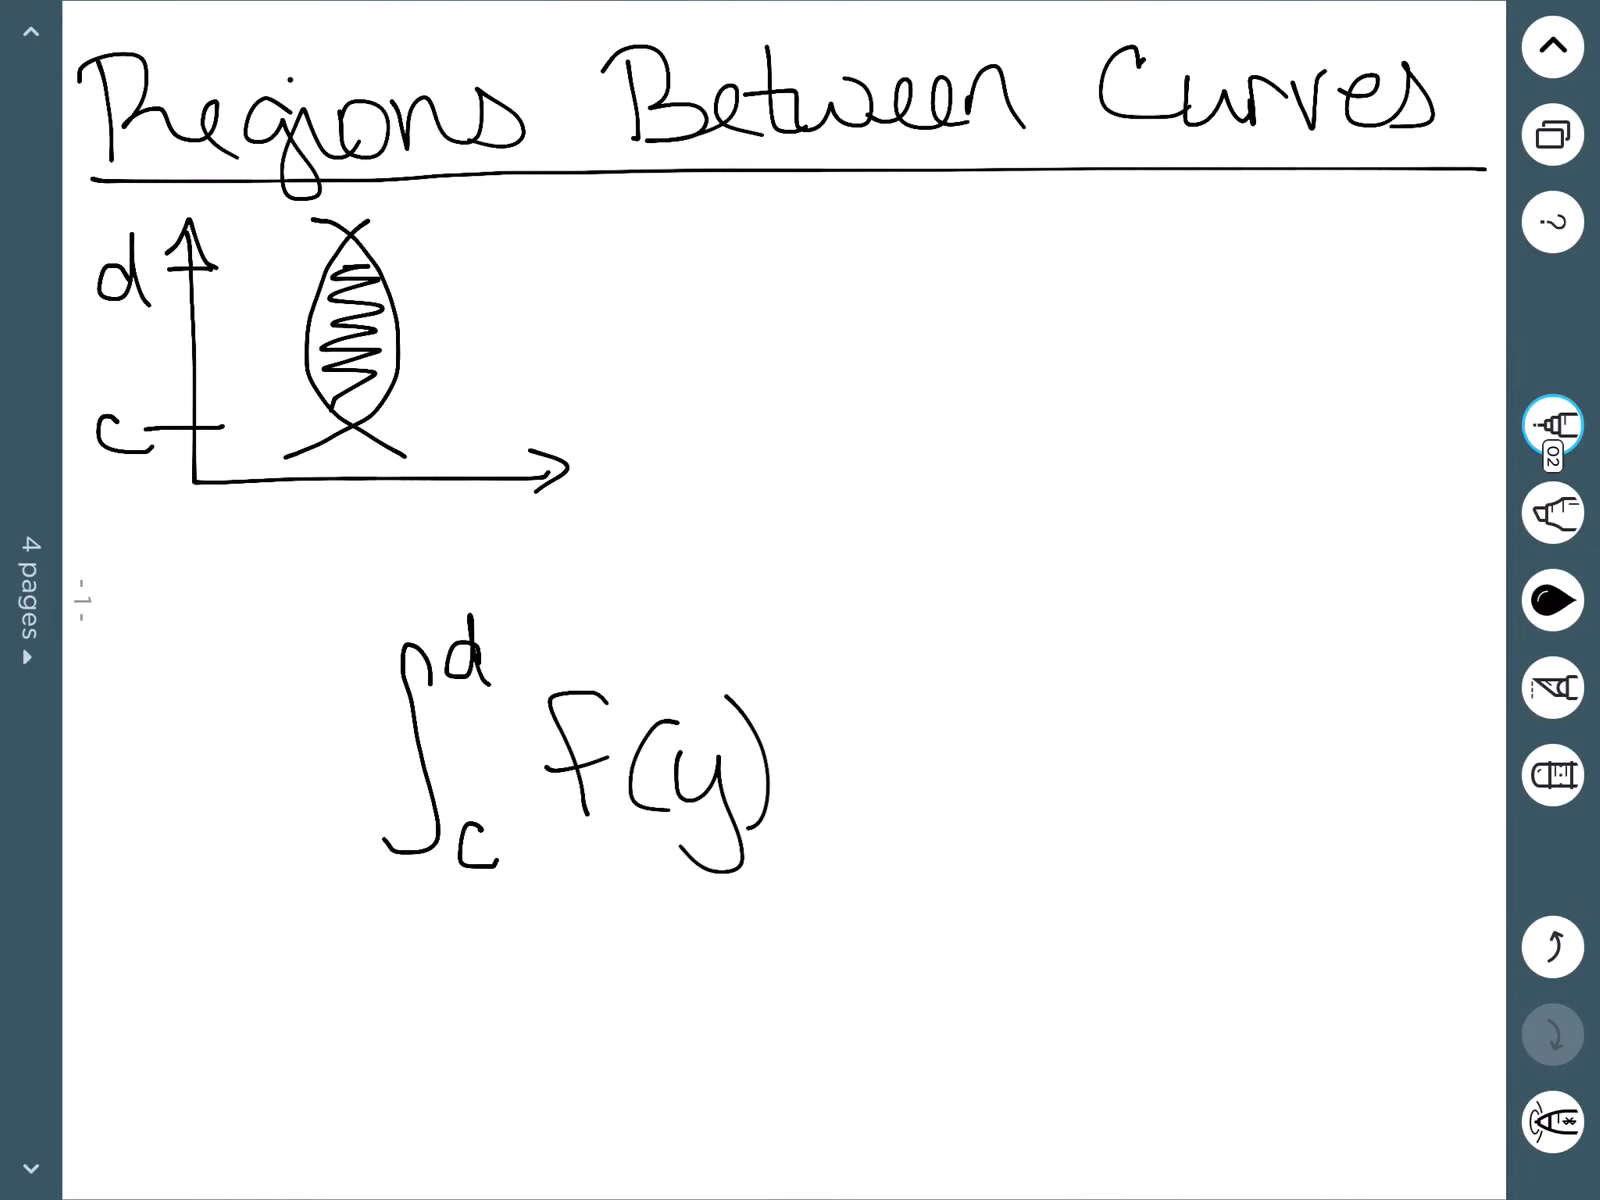 Regions Between Curves
d
c
∫_c^d f(y)
4 pages
- 1 -
?
02